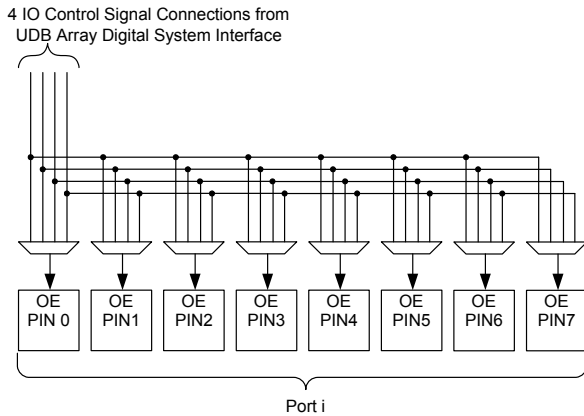 4 IO Control Signal Connections from
UDB Array Digital System Interface
OE
PIN 0
OE
PIN1
OE
PIN2
OE
PIN3
OE
PIN4
OE
PIN5
OE
PIN6
OE
PIN7
Port i